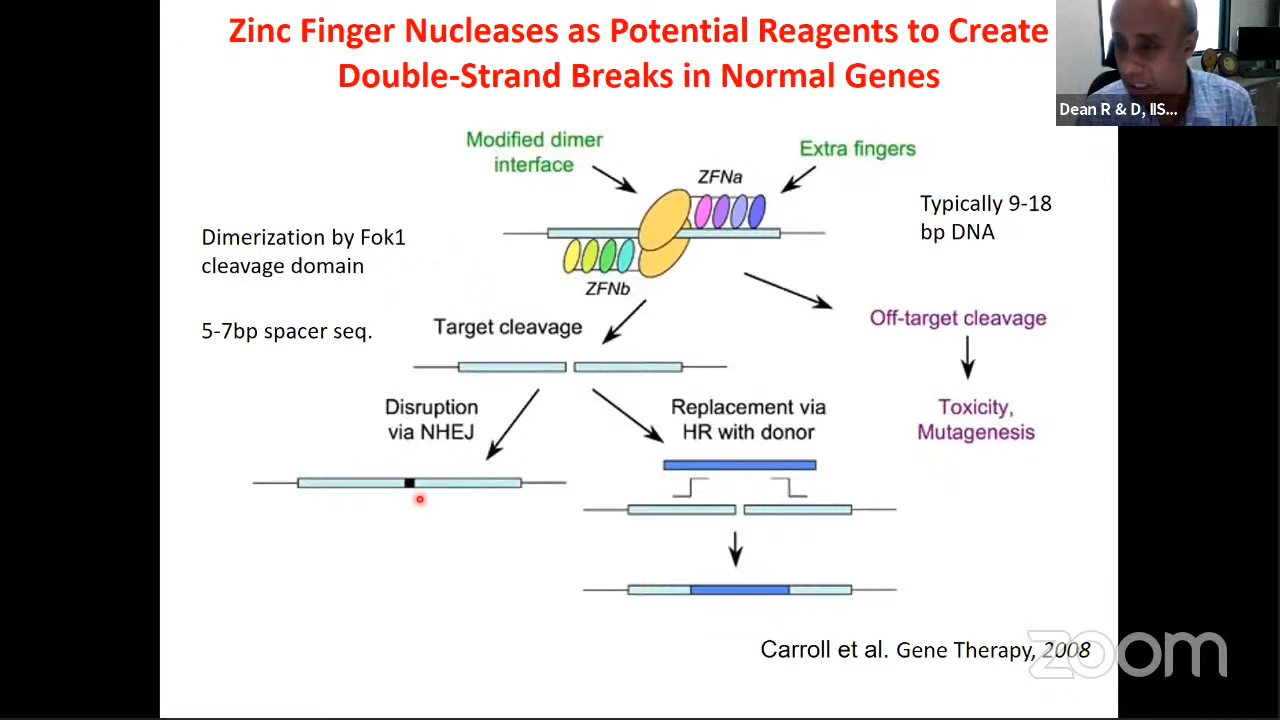 Zinc Finger Nucleases as Potential Reagents to Create
Double-Strand Breaks in Normal Genes
Dean R & D, IIS...
Modified dimer
interface
Extra fingers
ZFNa
Typically 9-18
bp DNA
Dimerization by Fok1
cleavage domain
ZFNb
5-7bp spacer seq.
Target cleavage
Off-target cleavage
Disruption
via NHEJ
Replacement via
HR with donor
Toxicity,
Mutagenesis
Carroll et al. Gene Therapy, 2008
zoom